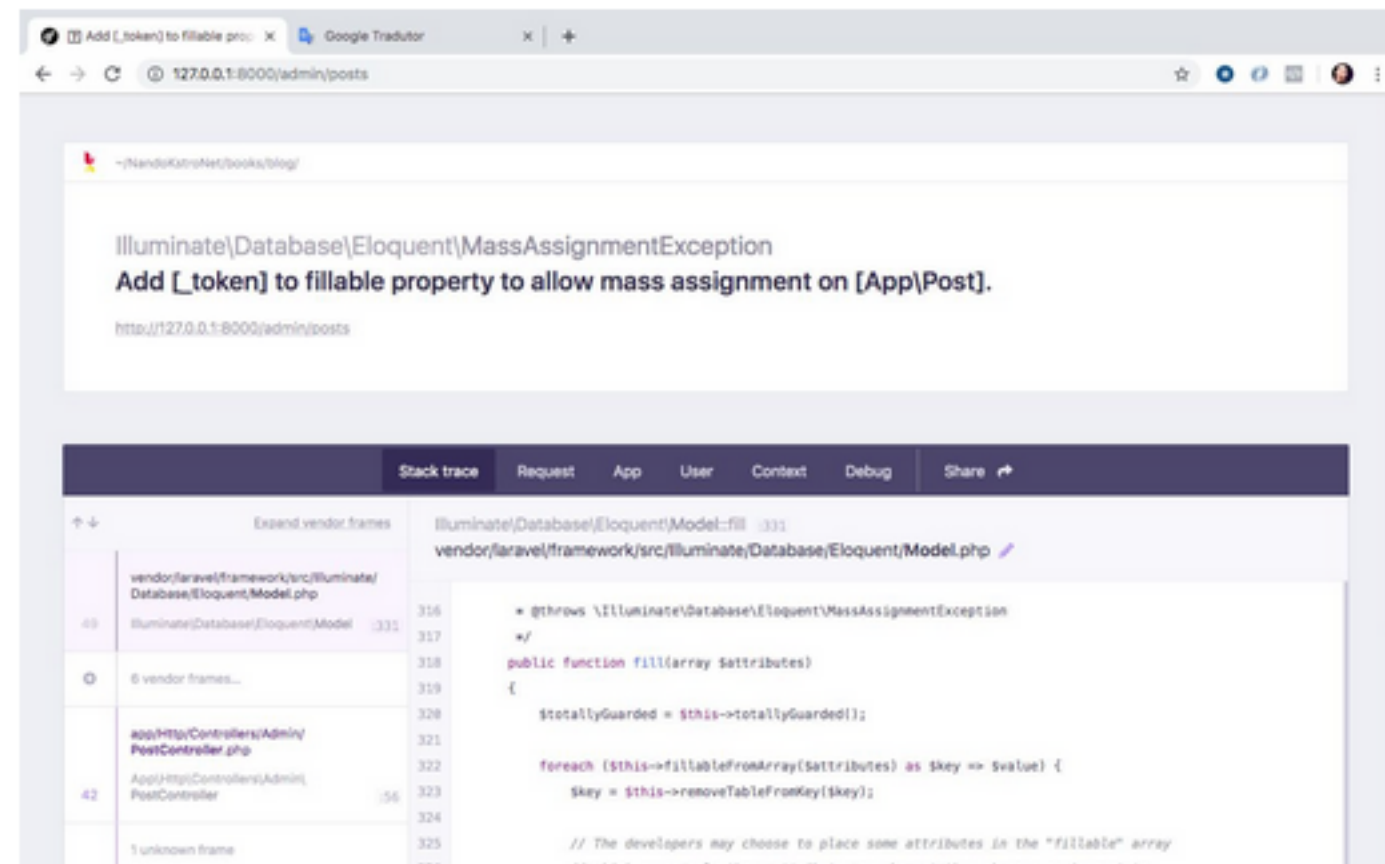 [_token] to fillable prop
Google Tradutor
127.0.0.1:8000/admin/posts
~/NandoKstroNet/books/blog/
Illuminate\Database\Eloquent\MassAssignmentException
Add [_token] to fillable property to allow mass assignment on [App\Post].
http://127.0.0.1:8000/admin/posts
Stack trace Request App User Context Debug Share
Expand vendor frames
Illuminate\Database\Eloquent\Model::fill :331
vendor/laravel/framework/src/Illuminate/Database/Eloquent/Model.php
vendor/laravel/framework/src/Illuminate/
Database/Eloquent/Model.php
49 Illuminate\Database\Eloquent\Model :331
6 vendor frames...
app/Http/Controllers/Admin/
PostController.php
App\Http\Controllers\Admin\
42 PostController :56
1 unknown frame
316 * @throws \Illuminate\Database\Eloquent\MassAssignmentException
317 */
318 public function fill(array $attributes)
319 {
320 $totallyGuarded = $this->totallyGuarded();
321
322 foreach ($this->fillableFromArray($attributes) as $key => $value) {
323 $key = $this->removeTableFromKey($key);
324
325 // The developers may choose to place some attributes in the "fillable" array